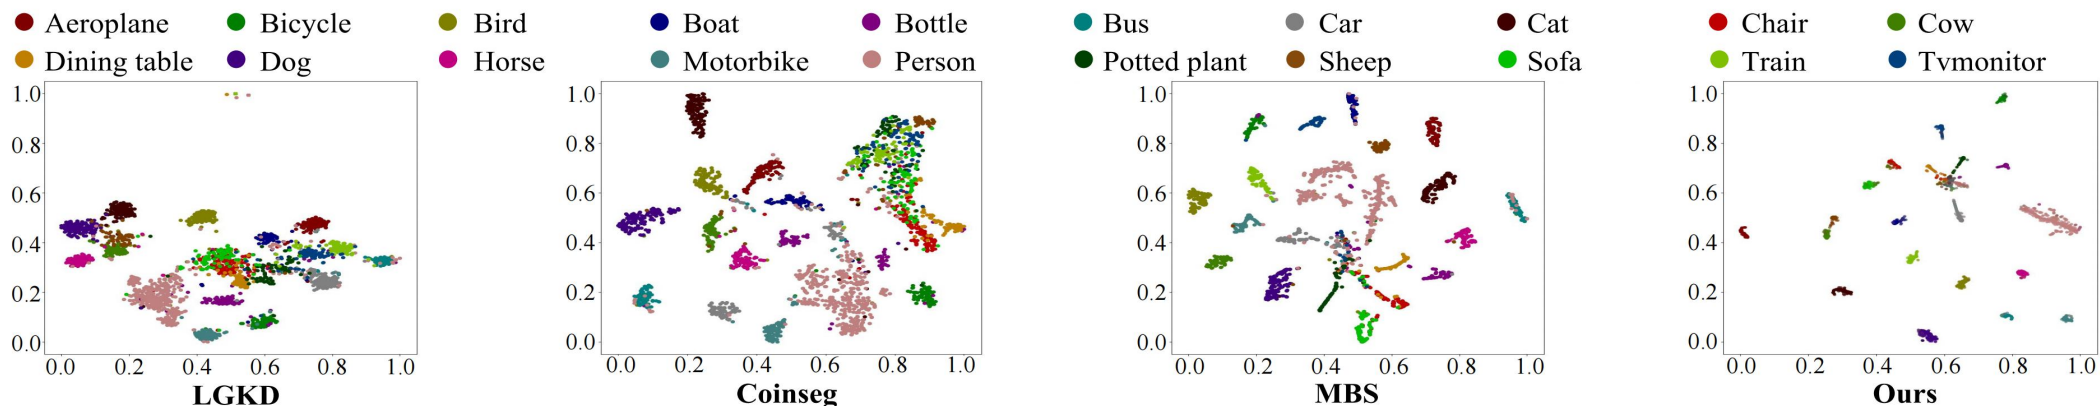 Aeroplane Bicycle Bird Boat Bottle Bus Car Cat Chair Cow
Dining table Dog Horse Motorbike Person Potted plant Sheep Sofa Train Tvmonitor
1.0 1.0 1.0 1.0
0.8 0.8 0.8 0.8
0.6 0.6 0.6 0.6
0.4 0.4 0.4 0.4
0.2 0.2 0.2 0.2
0.0 0.0 0.0 0.0
0.0 0.2 0.4 0.6 0.8 1.0 0.0 0.2 0.4 0.6 0.8 1.0 0.0 0.2 0.4 0.6 0.8 1.0 0.0 0.2 0.4 0.6 0.8 1.0
LGKD Coinseg MBS Ours